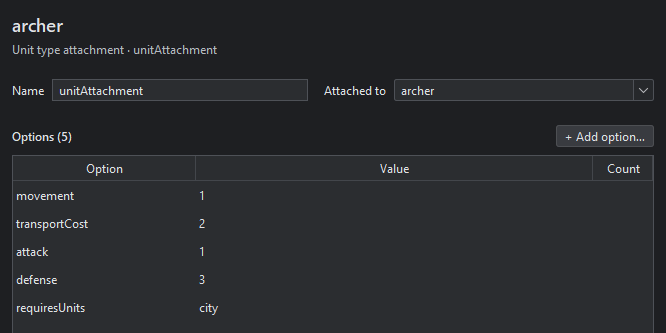 archer
Unit type attachment · unitAttachment
Name unitAttachment Attached to archer
Options (5) + Add option...
Option Value Count
movement 1
transportCost 2
attack 1
defense 3
requiresUnits city